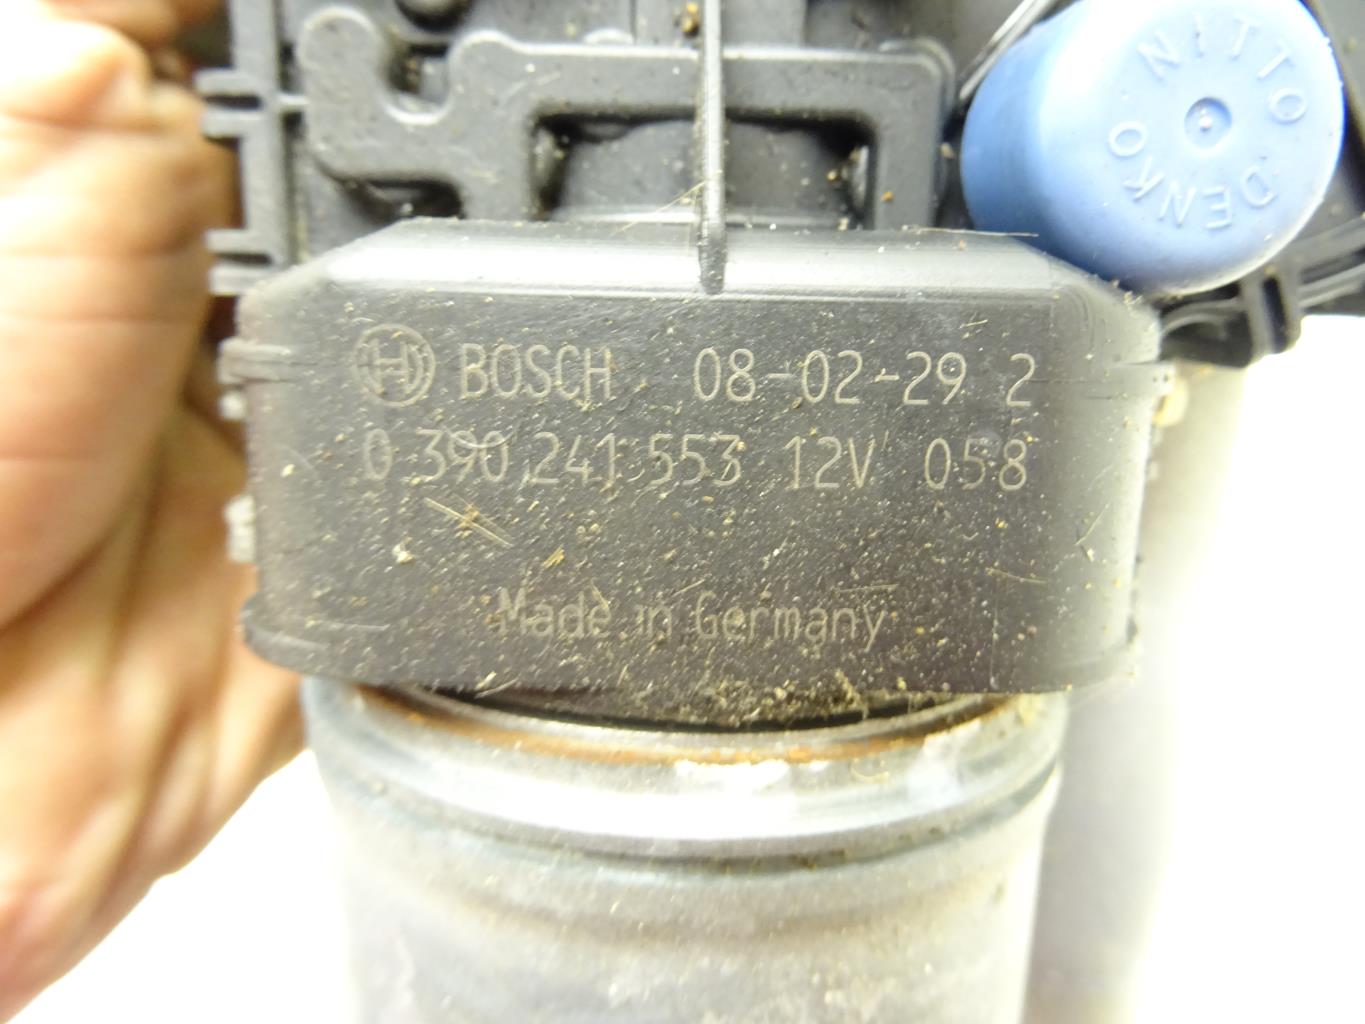 NITTO DENKO
BOSCH 08-02-29 2
0 390 241 553 12V 058
Made in Germany